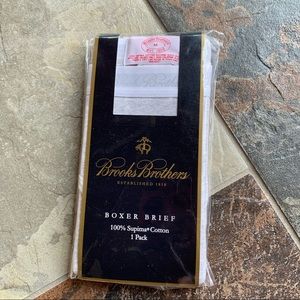 M
Brooks Brothers
ESTABLISHED 1818
BOXER BRIEF
100% Supima® Cotton
1 Pack